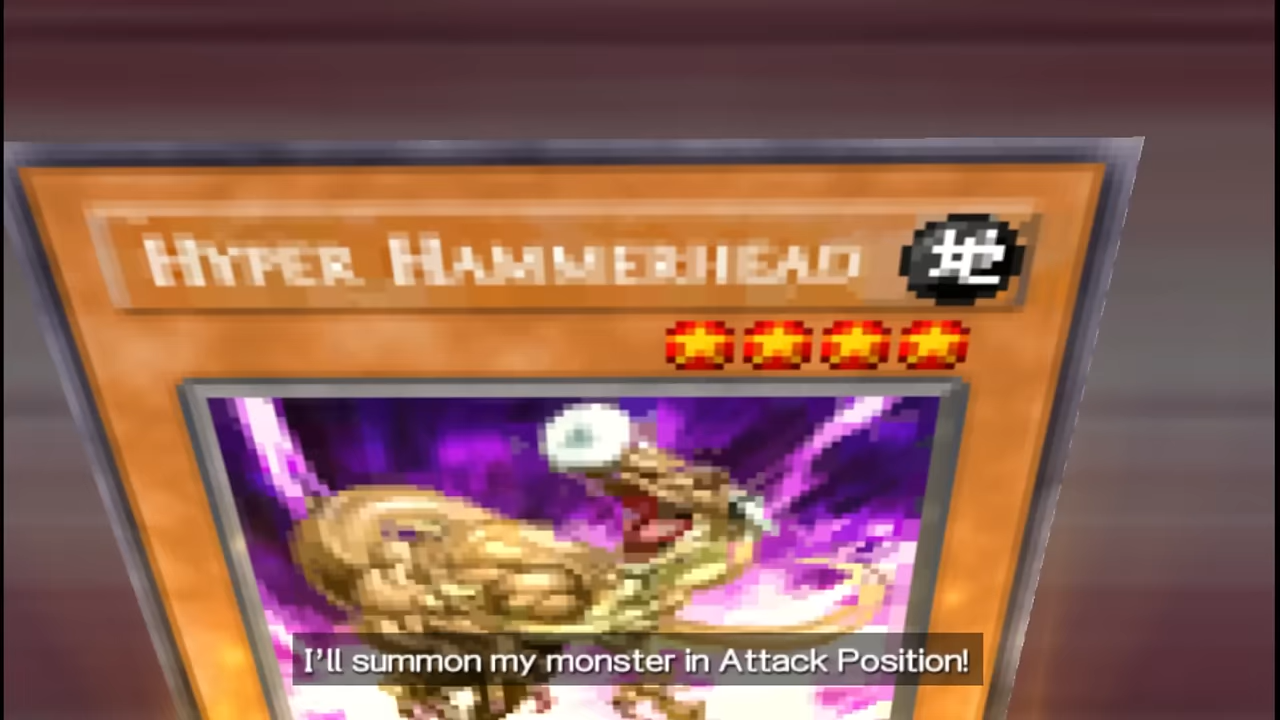 HYPER HAMMERHEAD
地
I'll summon my monster in Attack Position!